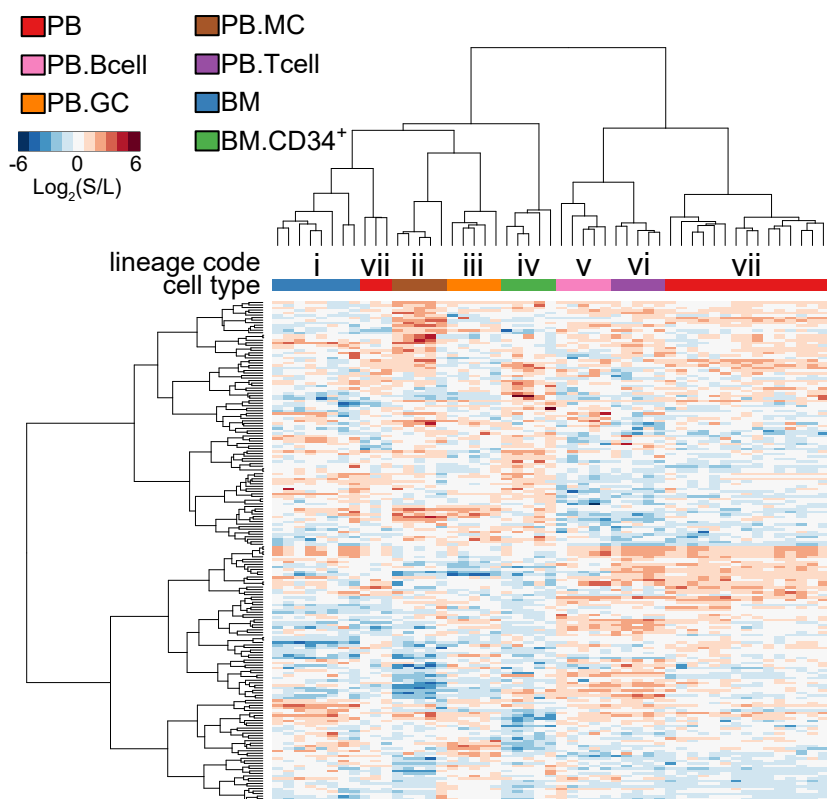 PB
PB.MC
PB.Bcell
PB.Tcell
PB.GC
BM
BM.CD34⁺
-6 0 6
Log₂(S/L)
lineage code i vii ii iii iv v vi vii
cell type